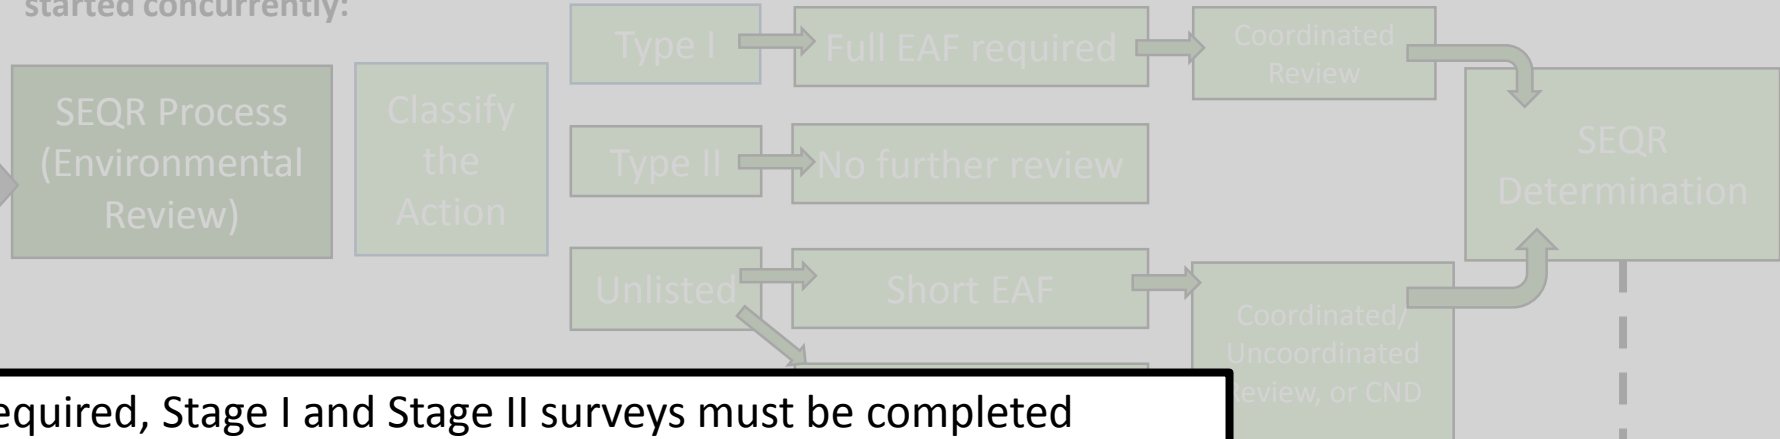 started concurrently:
SEQR Process
(Environmental
Review)
Classify
the
Action
Type I
Full EAF required
Coordinated
Review
Type II
No further review
SEQR
Determination
Unlisted
Short EAF
Coordinated/
Uncoordinated
Review, or CND
equired, Stage I and Stage II surveys must be completed